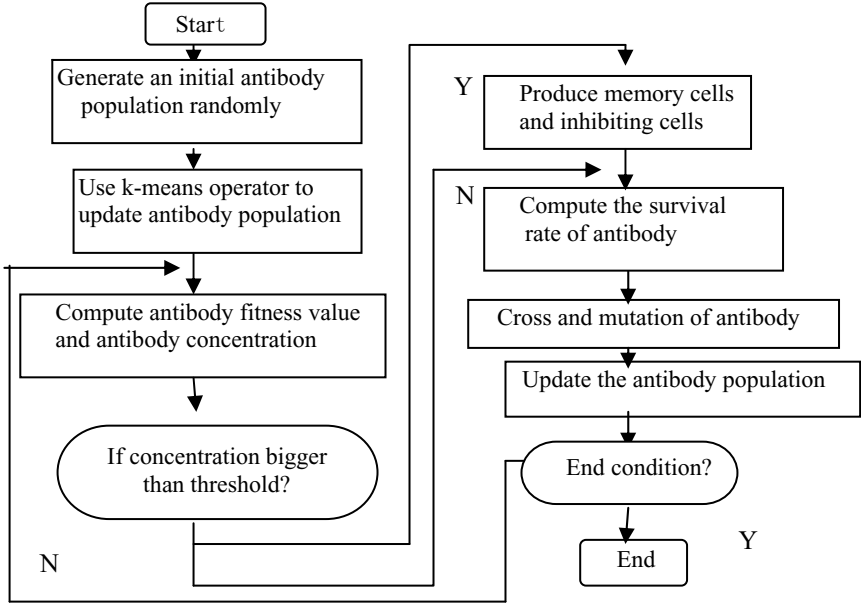 Start
Generate an initial antibody
population randomly
Use k-means operator to
update antibody population
Compute antibody fitness value
and antibody concentration
If concentration bigger
than threshold?
N
Y
Produce memory cells
and inhibiting cells
N
Compute the survival
rate of antibody
Cross and mutation of antibody
Update the antibody population
End condition?
Y
End